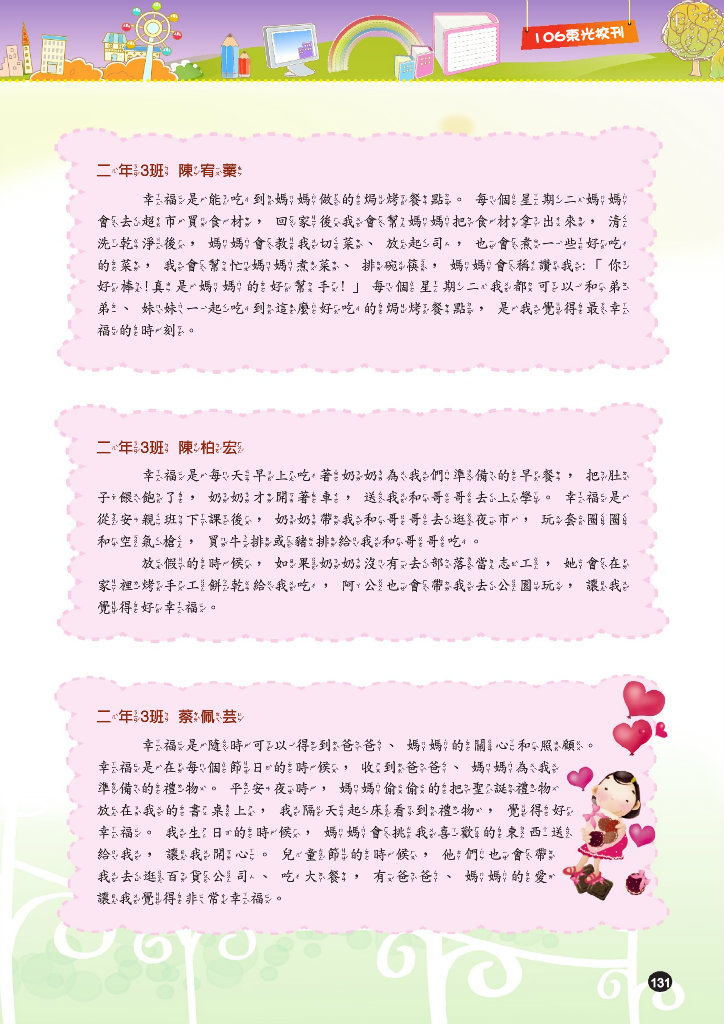 106東光校刊
二年3班 陳宥蓁
幸福是能吃到媽媽做的焗烤餐點。每個星期二媽媽
會去超市買食材，回家後我會幫媽媽把食材拿出來，清
洗乾淨後，媽媽會教我切菜、放起司，也會煮一些好吃
的菜，我會幫忙媽媽煮菜、排碗筷，媽媽會稱讚我:「你
好棒!真是媽媽的好幫手!」每個星期二我都可以和弟
弟、妹妹一起吃到這麼好吃的焗烤餐點，是我覺得最幸
福的時刻。
二年3班 陳柏宏
幸福是每天早上吃著奶奶為我們準備的早餐，把肚
子餵飽了，奶奶才開著車，送我和哥哥去上學。幸福是
從安親班下課後，奶奶帶我和哥哥去逛夜市，玩套圈圈
和空氣槍，買牛排或豬排給我和哥哥吃。
放假的時候，如果奶奶沒有去部落當志工，她會在
家裡烤手工餅乾給我吃，阿公也會帶我去公園玩，讓我
覺得好幸福。
二年3班 蔡佩芸
幸福是隨時可以得到爸爸、媽媽的關心和照顧。
幸福是在每個節日的時候，收到爸爸、媽媽為我
準備的禮物。平安夜時，媽媽偷偷的把聖誕禮物
放在我的書桌上，我隔天起床看到禮物，覺得好
幸福。我生日的時候，媽媽會挑我喜歡的東西送
給我，讓我開心。兒童節的時候，他們也會帶
我去逛百貨公司、吃大餐，有爸爸、媽媽的愛
讓我覺得非常幸福。
131